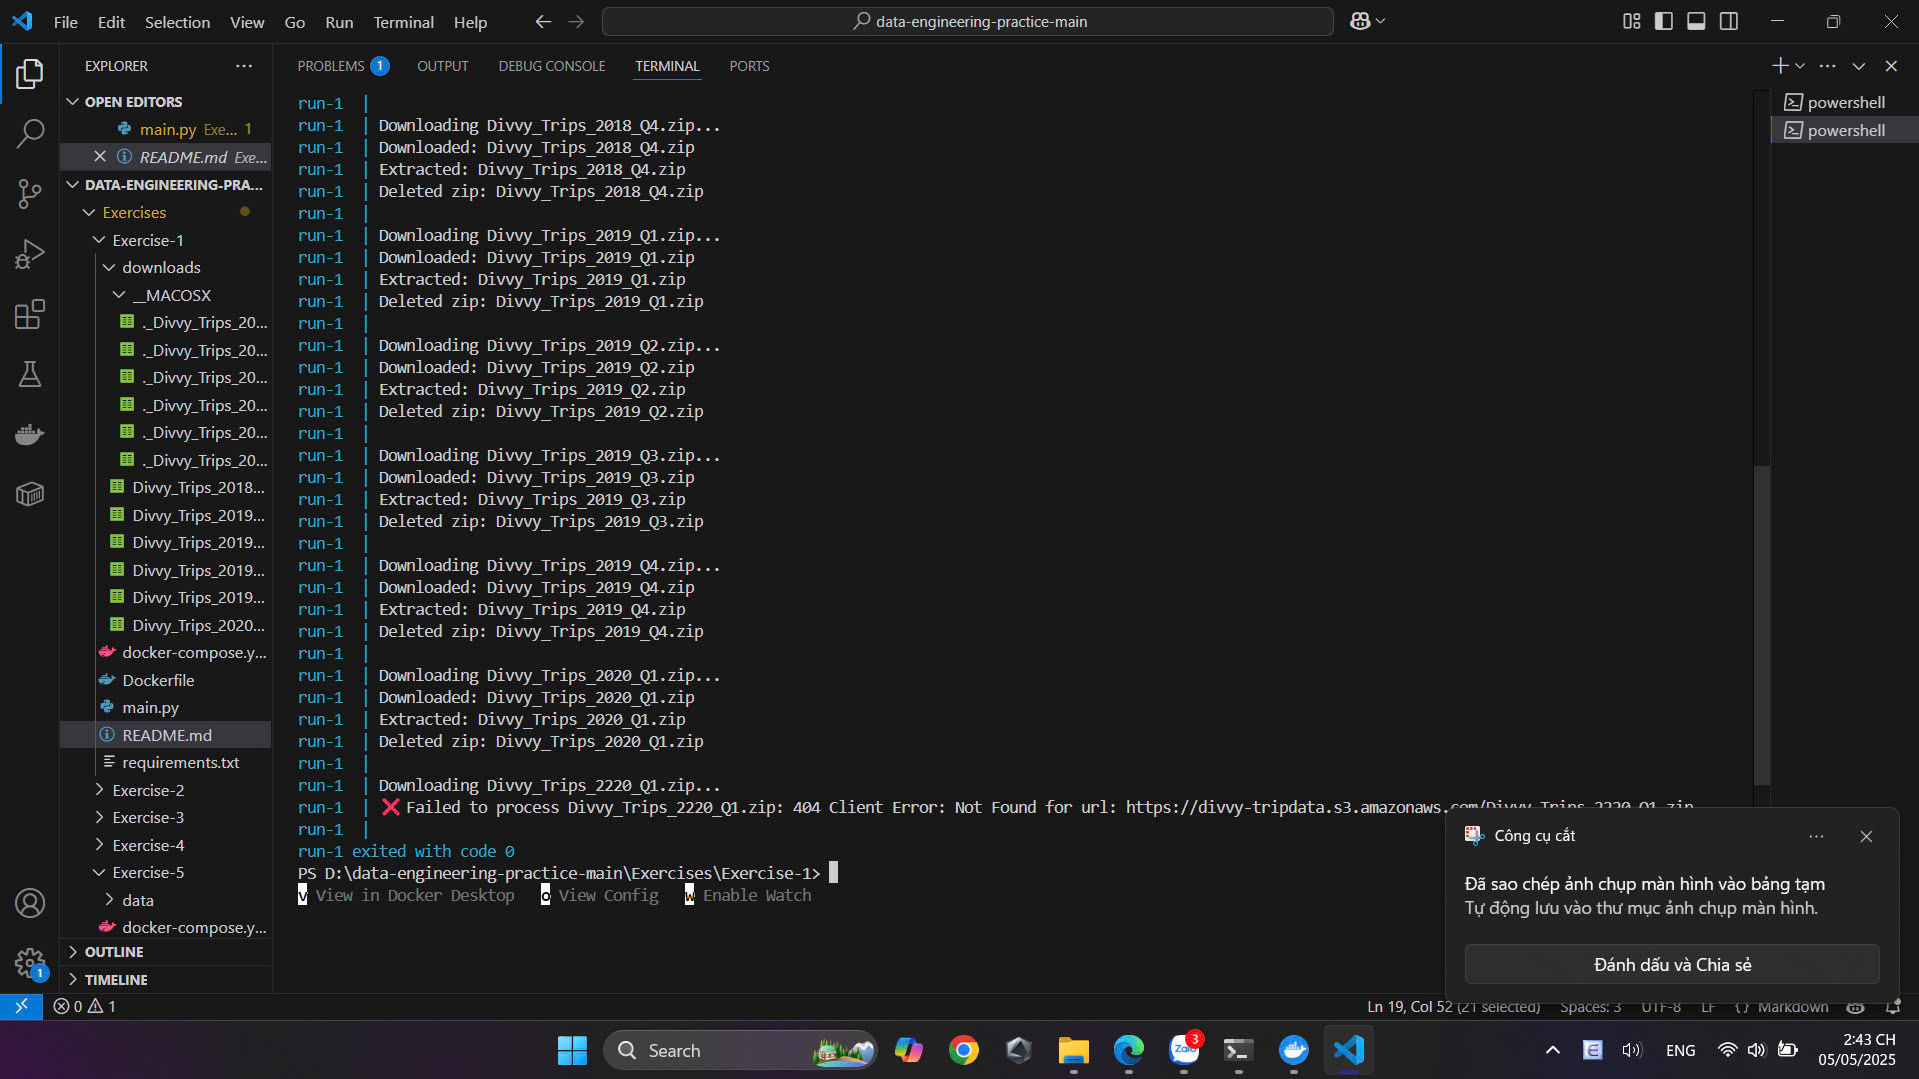 File Edit Selection View Go Run Terminal Help
data-engineering-practice-main
EXPLORER
OPEN EDITORS
main.py Exe... 1
README.md Exe...
DATA-ENGINEERING-PRA...
Exercises
Exercise-1
downloads
__MACOSX
._Divvy_Trips_20...
._Divvy_Trips_20...
._Divvy_Trips_20...
._Divvy_Trips_20...
._Divvy_Trips_20...
._Divvy_Trips_20...
Divvy_Trips_2018...
Divvy_Trips_2019...
Divvy_Trips_2019...
Divvy_Trips_2019...
Divvy_Trips_2019...
Divvy_Trips_2020...
docker-compose.y...
Dockerfile
main.py
README.md
requirements.txt
Exercise-2
Exercise-3
Exercise-4
Exercise-5
data
docker-compose.y...
OUTLINE
TIMELINE
PROBLEMS 1 OUTPUT DEBUG CONSOLE TERMINAL PORTS
run-1 |
run-1 | Downloading Divvy_Trips_2018_Q4.zip...
run-1 | Downloaded: Divvy_Trips_2018_Q4.zip
run-1 | Extracted: Divvy_Trips_2018_Q4.zip
run-1 | Deleted zip: Divvy_Trips_2018_Q4.zip
run-1 |
run-1 | Downloading Divvy_Trips_2019_Q1.zip...
run-1 | Downloaded: Divvy_Trips_2019_Q1.zip
run-1 | Extracted: Divvy_Trips_2019_Q1.zip
run-1 | Deleted zip: Divvy_Trips_2019_Q1.zip
run-1 |
run-1 | Downloading Divvy_Trips_2019_Q2.zip...
run-1 | Downloaded: Divvy_Trips_2019_Q2.zip
run-1 | Extracted: Divvy_Trips_2019_Q2.zip
run-1 | Deleted zip: Divvy_Trips_2019_Q2.zip
run-1 |
run-1 | Downloading Divvy_Trips_2019_Q3.zip...
run-1 | Downloaded: Divvy_Trips_2019_Q3.zip
run-1 | Extracted: Divvy_Trips_2019_Q3.zip
run-1 | Deleted zip: Divvy_Trips_2019_Q3.zip
run-1 |
run-1 | Downloading Divvy_Trips_2019_Q4.zip...
run-1 | Downloaded: Divvy_Trips_2019_Q4.zip
run-1 | Extracted: Divvy_Trips_2019_Q4.zip
run-1 | Deleted zip: Divvy_Trips_2019_Q4.zip
run-1 |
run-1 | Downloading Divvy_Trips_2020_Q1.zip...
run-1 | Downloaded: Divvy_Trips_2020_Q1.zip
run-1 | Extracted: Divvy_Trips_2020_Q1.zip
run-1 | Deleted zip: Divvy_Trips_2020_Q1.zip
run-1 |
run-1 | Downloading Divvy_Trips_2220_Q1.zip...
run-1 | ❌ Failed to process Divvy_Trips_2220_Q1.zip: 404 Client Error: Not Found for url: https://divvy-tripdata.s3.amazonaws.com/Divvy_Trips_2220_Q1.zip
run-1 |
run-1 exited with code 0
PS D:\data-engineering-practice-main\Exercises\Exercise-1>
v View in Docker Desktop o View Config w Enable Watch
powershell
powershell
Công cụ cắt
Đã sao chép ảnh chụp màn hình vào bảng tạm
Tự động lưu vào thư mục ảnh chụp màn hình.
Đánh dấu và Chia sẻ
1
0 1
Ln 19, Col 52 (21 selected) Spaces: 3 UTF-8 LF {} Markdown
Search
Zalo 3
ENG
2:43 CH
05/05/2025